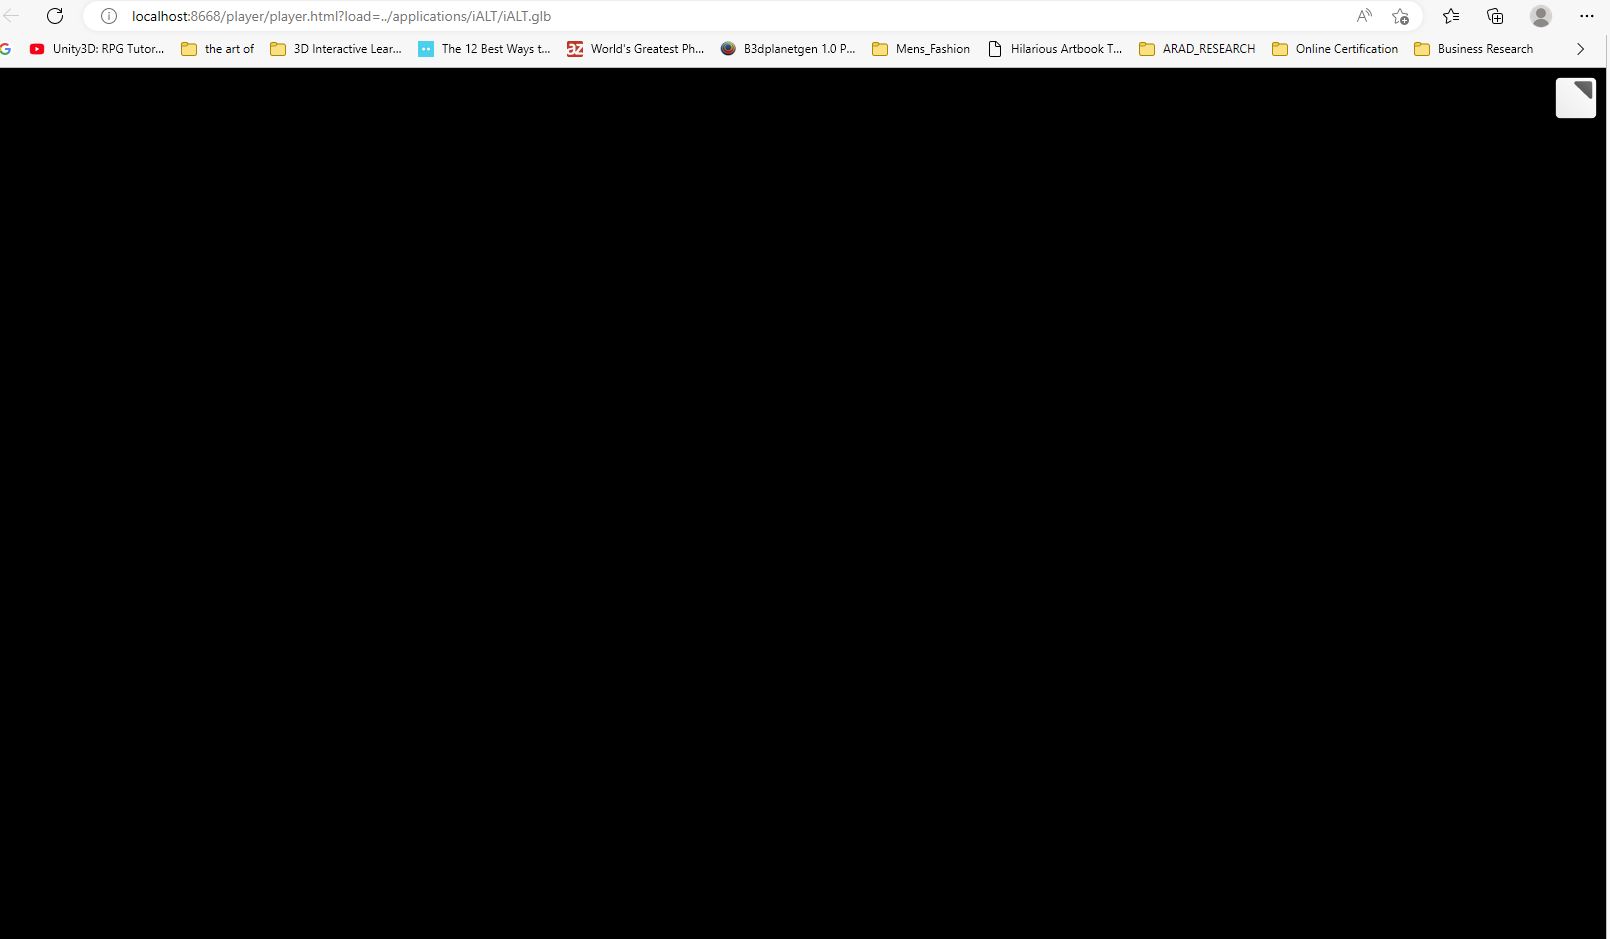 localhost:8668/player/player.html?load=../applications/iALT/iALT.glb
Unity3D: RPG Tutor... the art of 3D Interactive Lear... The 12 Best Ways t... az World's Greatest Ph... B3dplanetgen 1.0 P... Mens_Fashion Hilarious Artbook T... ARAD_RESEARCH Online Certification Business Research